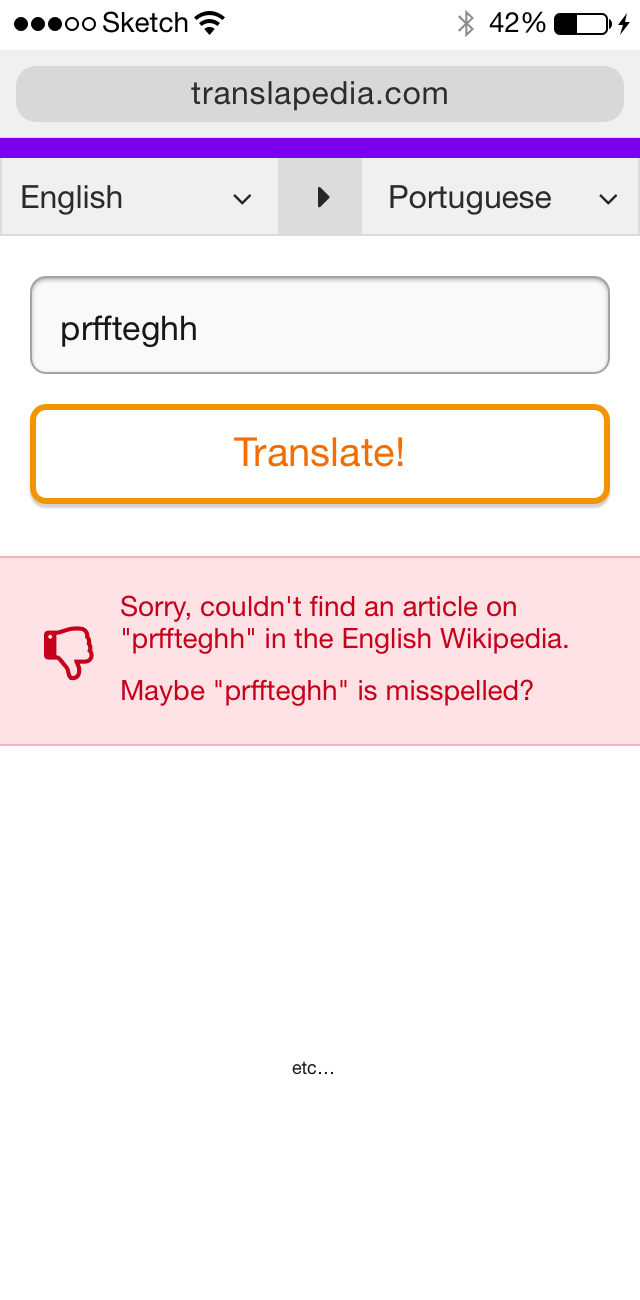 Sketch 42%
translapedia.com
English Portuguese
prffteghh
Translate!
Sorry, couldn't find an article on
"prffteghh" in the English Wikipedia.
Maybe "prffteghh" is misspelled?
etc…